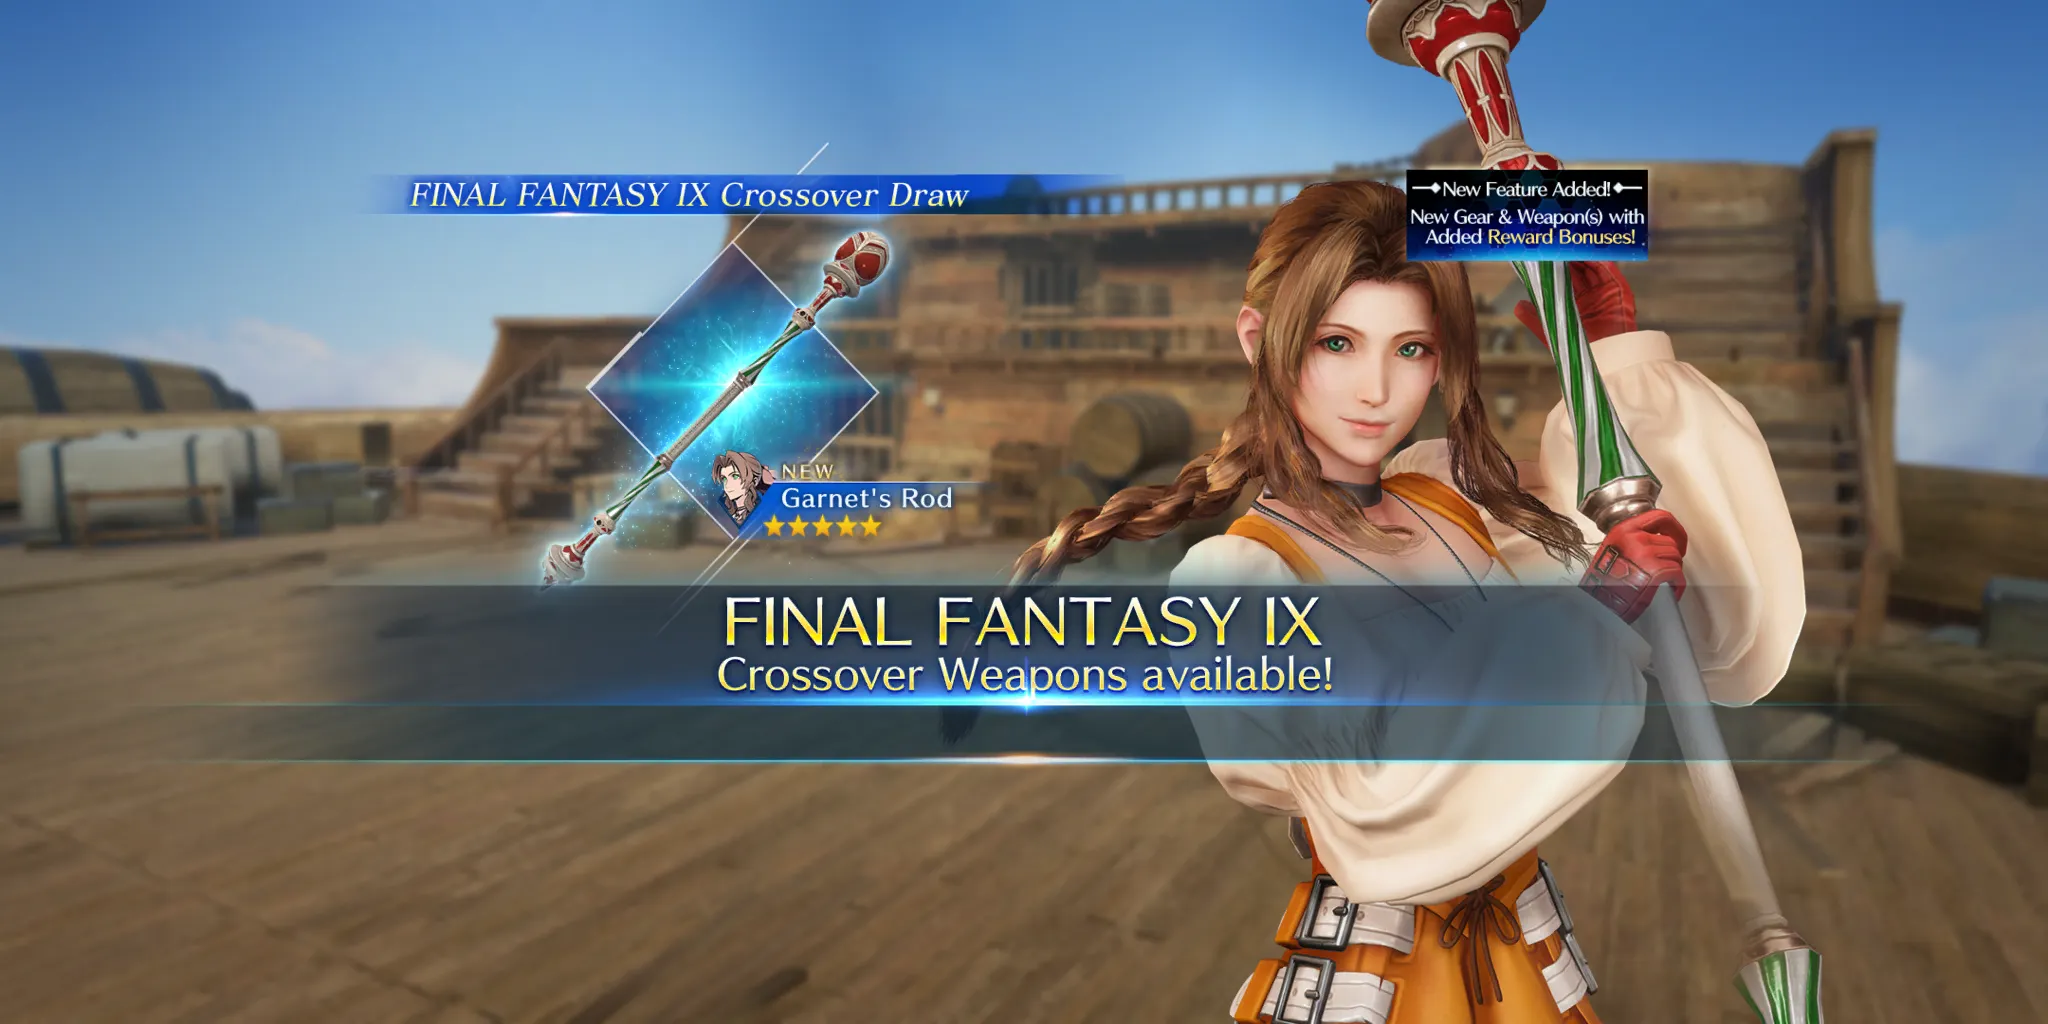 FINAL FANTASY IX Crossover Draw
New Feature Added!
New Gear & Weapon(s) with
Added Reward Bonuses!
NEW
Garnet's Rod
FINAL FANTASY IX
Crossover Weapons available!